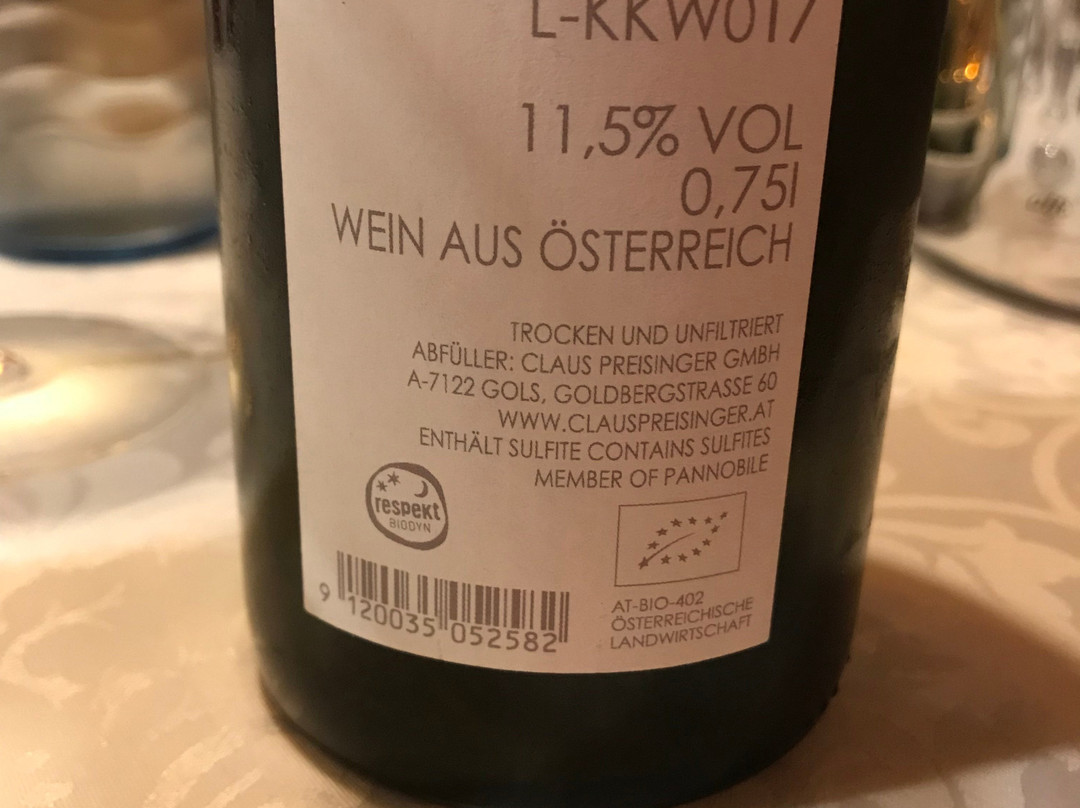 L-KKW017
11,5% VOL
0,75l
WEIN AUS ÖSTERREICH
TROCKEN UND UNFILTRIERT
ABFÜLLER: CLAUS PREISINGER GMBH
A-7122 GOLS, GOLDBERGSTRASSE 60
WWW.CLAUSPREISINGER.AT
ENTHÄLT SULFITE CONTAINS SULFITES
MEMBER OF PANNOBILE
respekt
BIODYN
9 120035 052582
AT-BIO-402
ÖSTERREICHISCHE
LANDWIRTSCHAFT